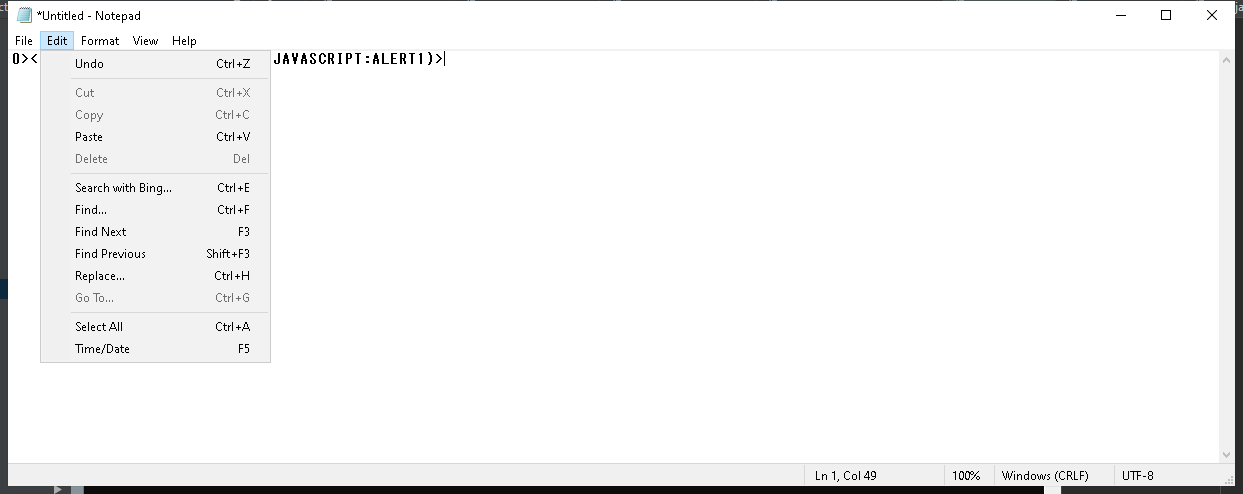 *Untitled - Notepad
File Edit Format View Help
0>< JAVASCRIPT:ALERT1)>
Undo Ctrl+Z
Cut Ctrl+X
Copy Ctrl+C
Paste Ctrl+V
Delete Del
Search with Bing... Ctrl+E
Find... Ctrl+F
Find Next F3
Find Previous Shift+F3
Replace... Ctrl+H
Go To... Ctrl+G
Select All Ctrl+A
Time/Date F5
Ln 1, Col 49 100% Windows (CRLF) UTF-8